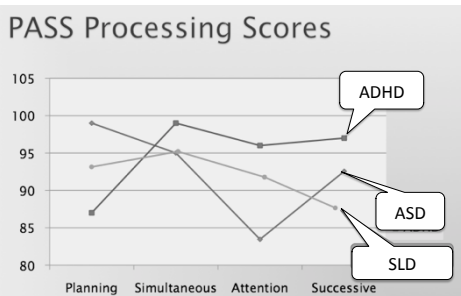 PASS Processing Scores
105
100
95
90
85
80
ADHD
ASD
SLD
Planning Simultaneous Attention Successive